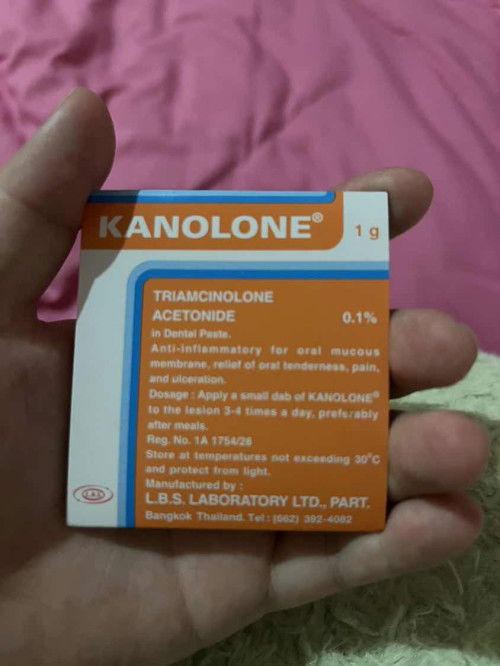 KANOLONE® 1 g
TRIAMCINOLONE
ACETONIDE 0.1%
in Dental Paste.
Anti-inflammatory for oral mucous
membrane, relief of oral tenderness, pain,
and ulceration.
Dosage : Apply a small dab of KANOLONE®
to the lesion 3-4 times a day, preferably
after meals.
Reg. No. 1A 1754/28
Store at temperatures not exceeding 30°C
and protect from light.
Manufactured by :
L.B.S. LABORATORY LTD., PART.
Bangkok Thailand. Tel : (662) 392-4082
L.B.S.